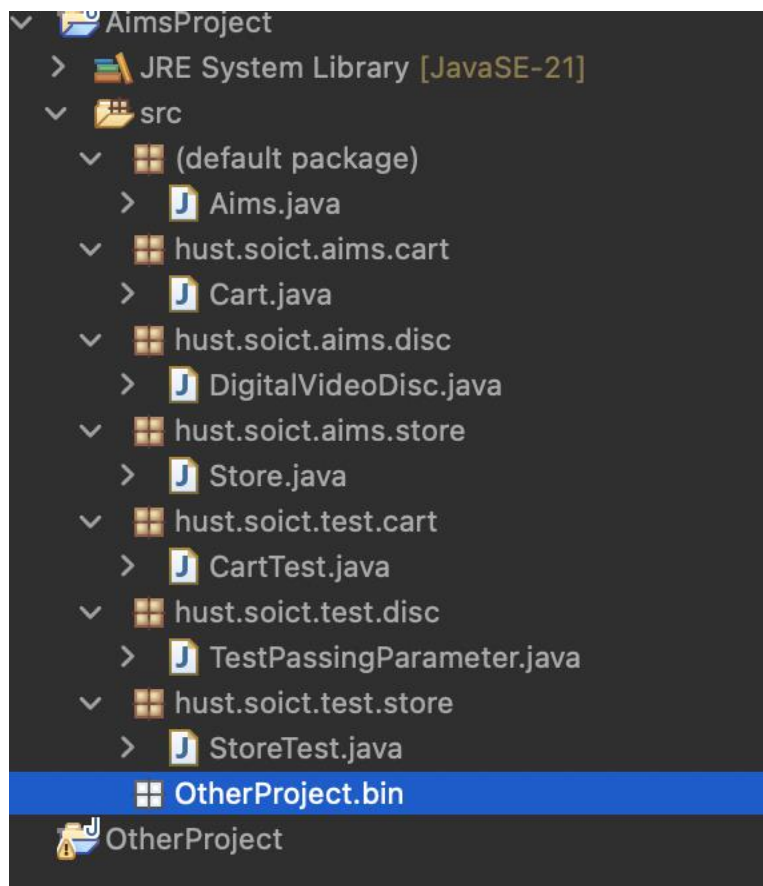 AimsProject
JRE System Library [JavaSE-21]
src
(default package)
Aims.java
hust.soict.aims.cart
Cart.java
hust.soict.aims.disc
DigitalVideoDisc.java
hust.soict.aims.store
Store.java
hust.soict.test.cart
CartTest.java
hust.soict.test.disc
TestPassingParameter.java
hust.soict.test.store
StoreTest.java
OtherProject.bin
OtherProject